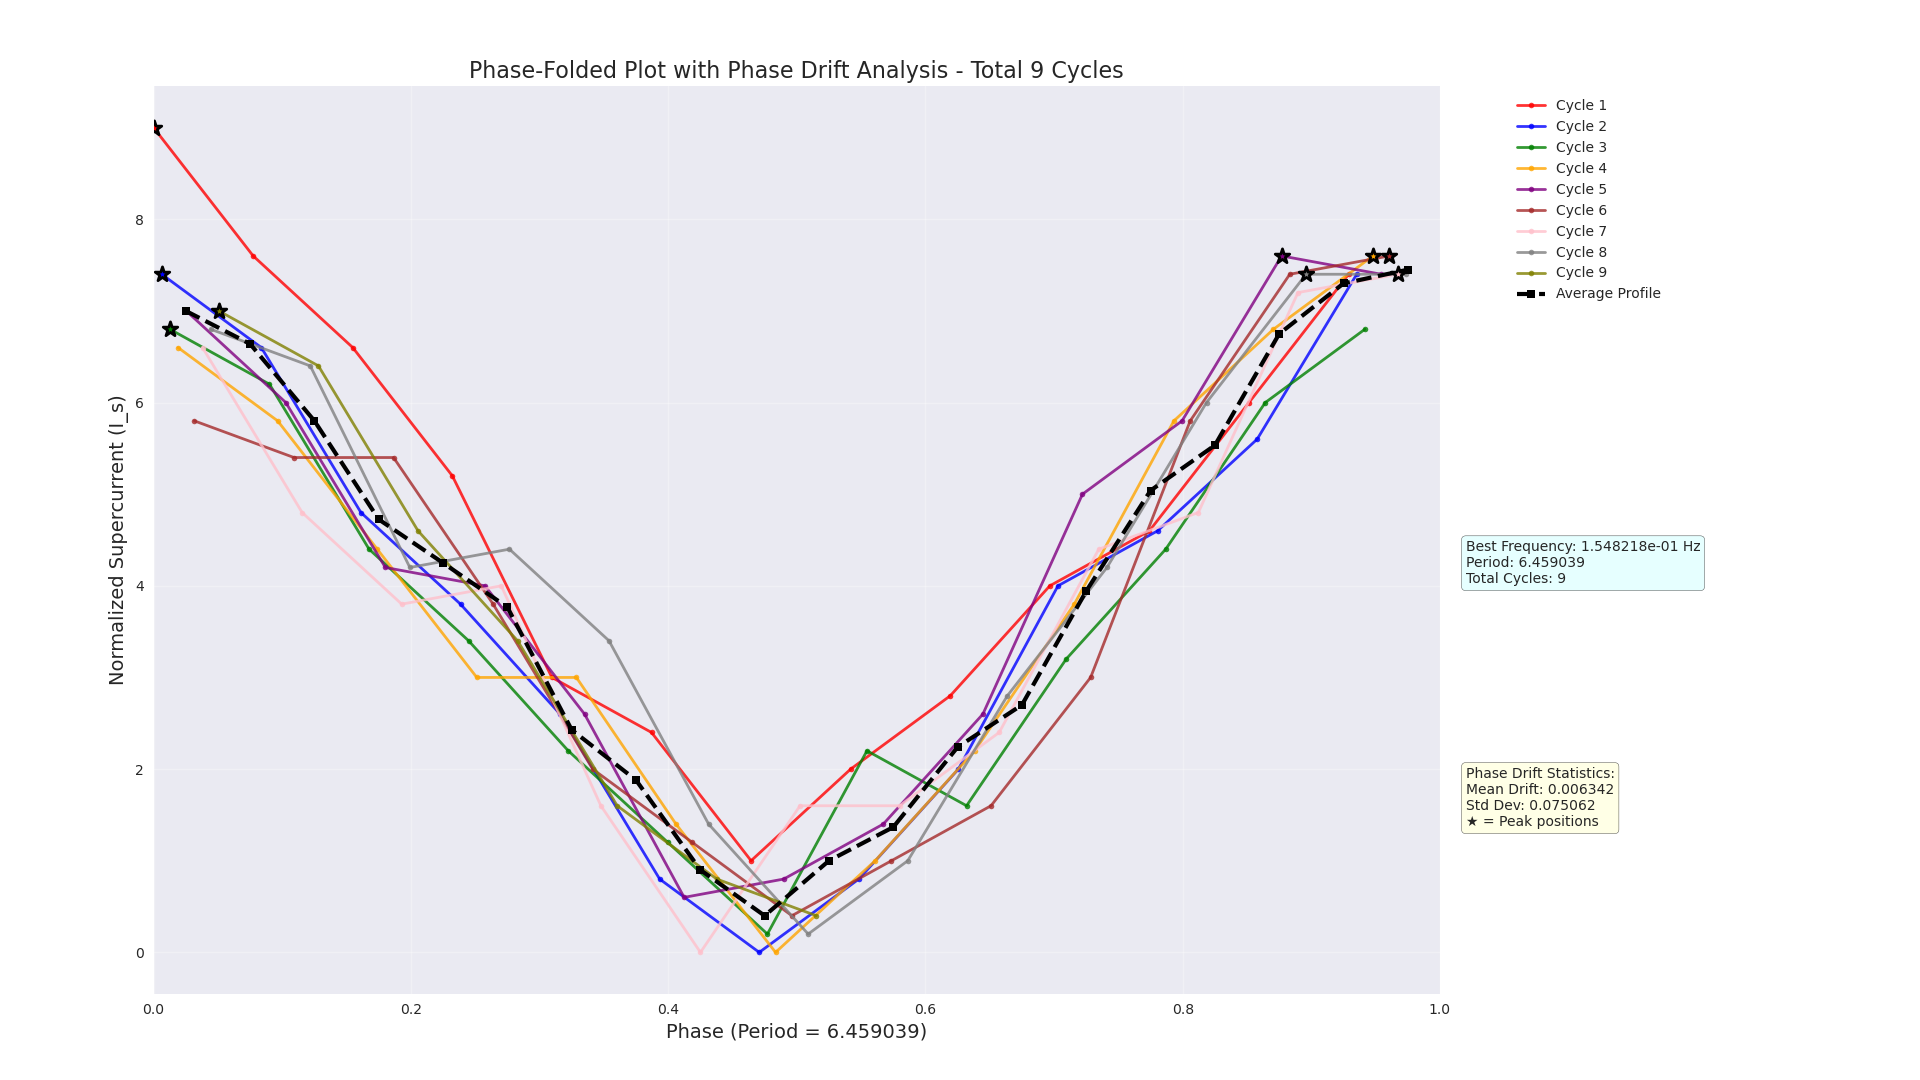 Phase-Folded Plot with Phase Drift Analysis - Total 9 Cycles
Normalized Supercurrent (I_s)
8
6
4
2
0
0.0
0.2
0.4
0.6
0.8
1.0
Phase (Period = 6.459039)
Cycle 1
Cycle 2
Cycle 3
Cycle 4
Cycle 5
Cycle 6
Cycle 7
Cycle 8
Cycle 9
Average Profile
Best Frequency: 1.548218e-01 Hz
Period: 6.459039
Total Cycles: 9
Phase Drift Statistics:
Mean Drift: 0.006342
Std Dev: 0.075062
★ = Peak positions